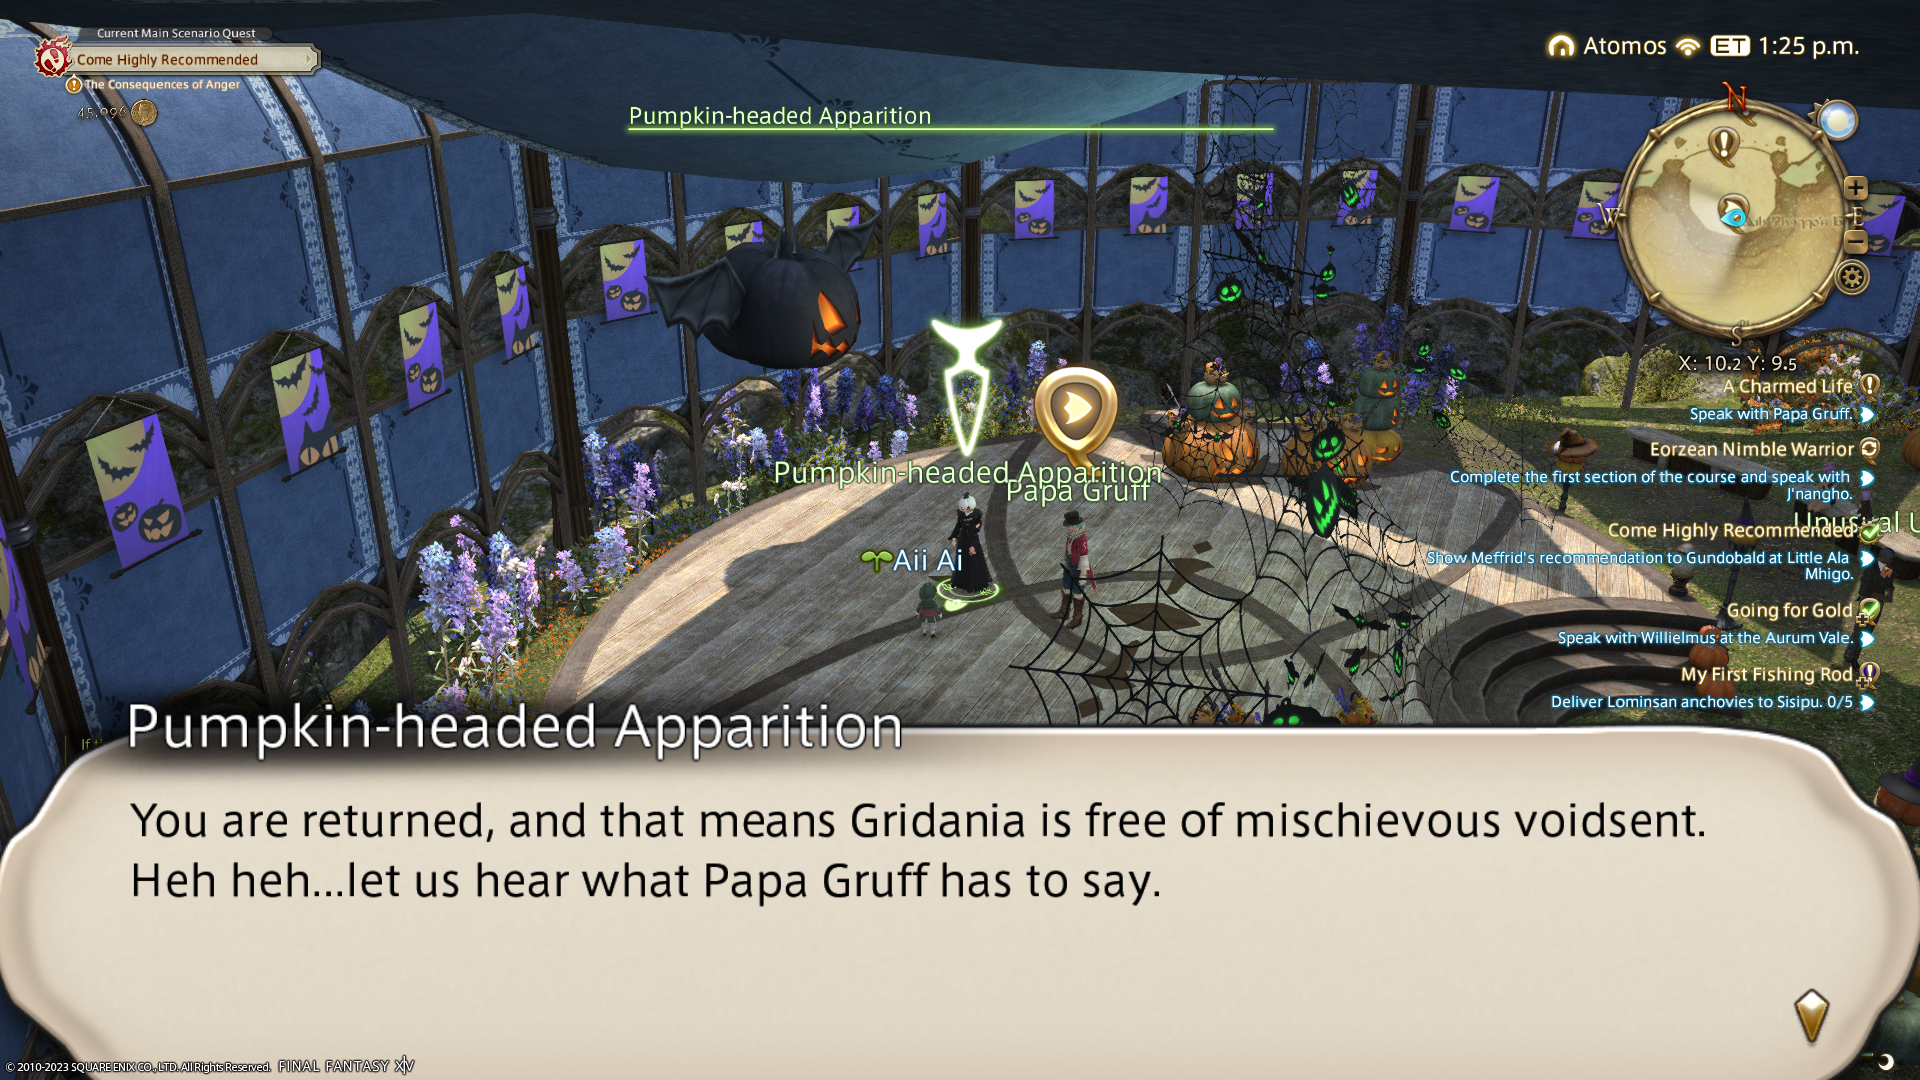 Current Main Scenario Quest
Come Highly Recommended
The Consequences of Anger
45,096
Atomos ET 1:25 p.m.
Pumpkin-headed Apparition
N
W
E
S
X: 10.2 Y: 9.5
A Charmed Life
Speak with Papa Gruff.
Eorzean Nimble Warrior
Complete the first section of the course and speak with
J'nangho.
Come Highly Recommended
Show Meffrid's recommendation to Gundobald at Little Ala
Mhigo.
Going for Gold
Speak with Willielmus at the Aurum Vale.
My First Fishing Rod
Deliver Lominsan anchovies to Sisipu. 0/5
Pumpkin-headed Apparition
Papa Gruff
Aii Ai
Pumpkin-headed Apparition
You are returned, and that means Gridania is free of mischievous voidsent.
Heh heh...let us hear what Papa Gruff has to say.
© 2010-2023 SQUARE ENIX CO., LTD. All Rights Reserved. FINAL FANTASY XIV